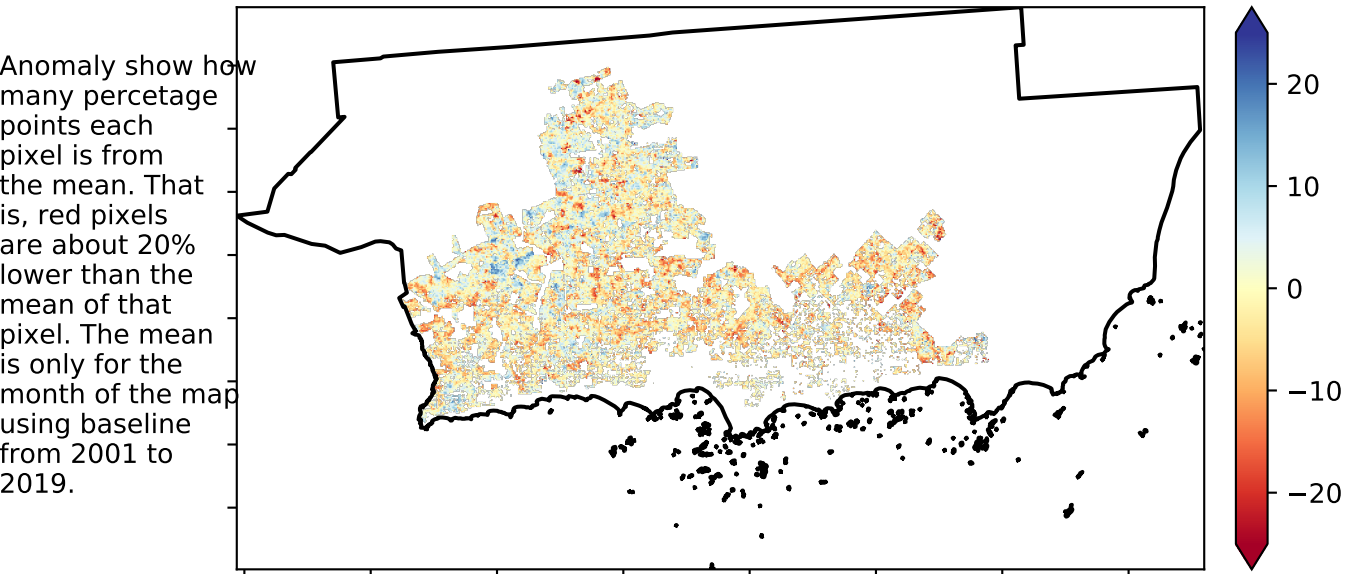 Anomaly show how
many percetage
points each
pixel is from
the mean. That
is, red pixels
are about 20%
lower than the
mean of that
pixel. The mean
is only for the
month of the map
using baseline
from 2001 to
2019.
20
10
0
−10
−20